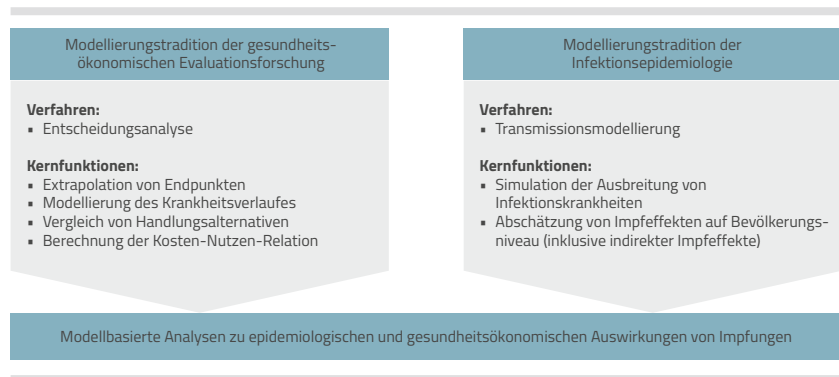 Modellierungstradition der gesundheits-
ökonomischen Evaluationsforschung
Verfahren:
▪ Entscheidungsanalyse
Kernfunktionen:
▪ Extrapolation von Endpunkten
▪ Modellierung des Krankheitsverlaufes
▪ Vergleich von Handlungsalternativen
▪ Berechnung der Kosten-Nutzen-Relation
Modellierungstradition der
Infektionsepidemiologie
Verfahren:
▪ Transmissionsmodellierung
Kernfunktionen:
▪ Simulation der Ausbreitung von
Infektionskrankheiten
▪ Abschätzung von Impfeffekten auf Bevölkerungs-
niveau (inklusive indirekter Impfeffekte)
Modellbasierte Analysen zu epidemiologischen und gesundheitsökonomischen Auswirkungen von Impfungen